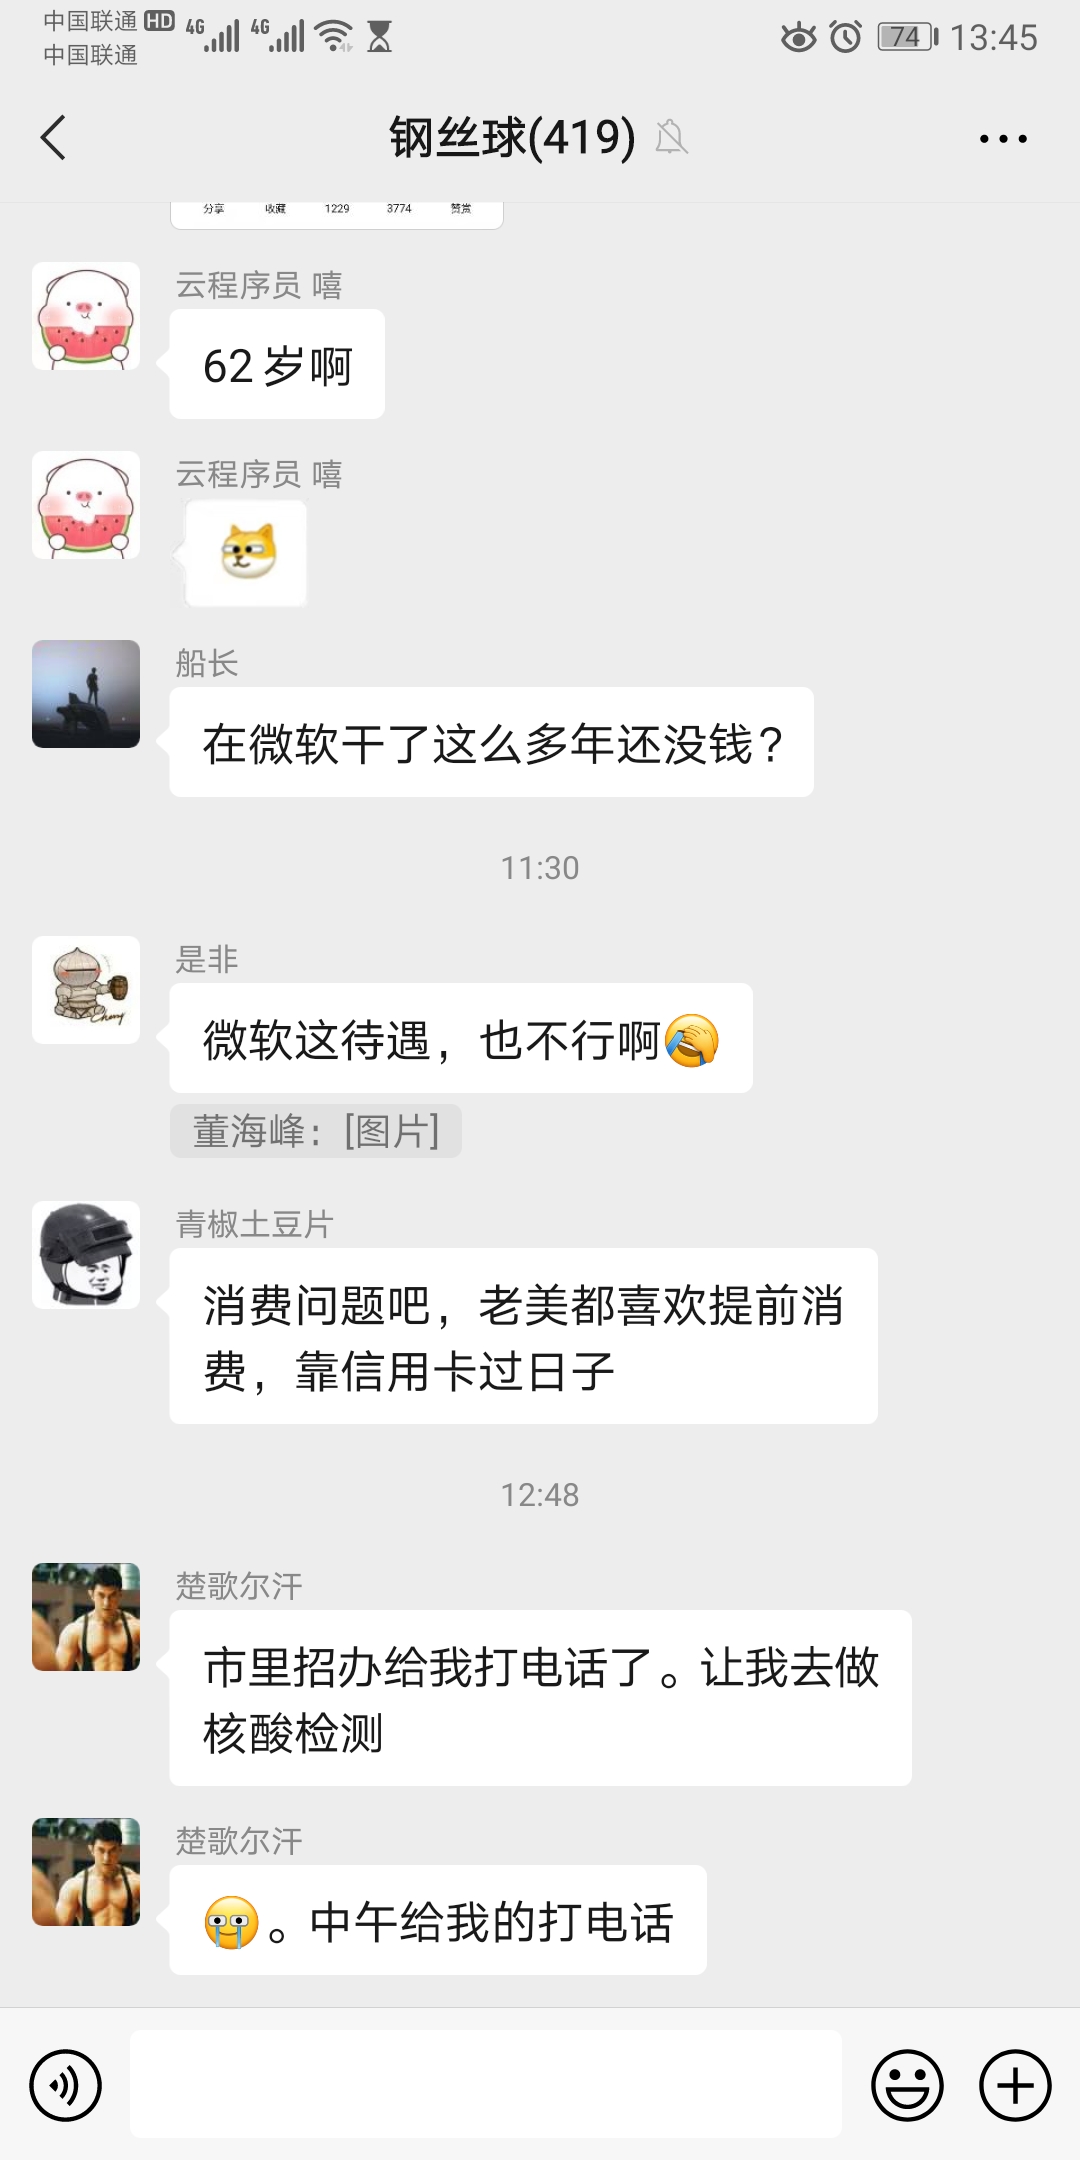 中国联通 HD 4G 4G 74 13:45
中国联通
钢丝球(419)
分享 收藏 1229 3774 赞赏
云程序员 嘻
62岁啊
云程序员 嘻
船长
在微软干了这么多年还没钱?
11:30
是非
微软这待遇，也不行啊🤦
董海峰：[图片]
Cheny
青椒土豆片
消费问题吧，老美都喜欢提前消
费，靠信用卡过日子
12:48
楚歌尔汗
市里招办给我打电话了。让我去做
核酸检测
楚歌尔汗
。中午给我的打电话